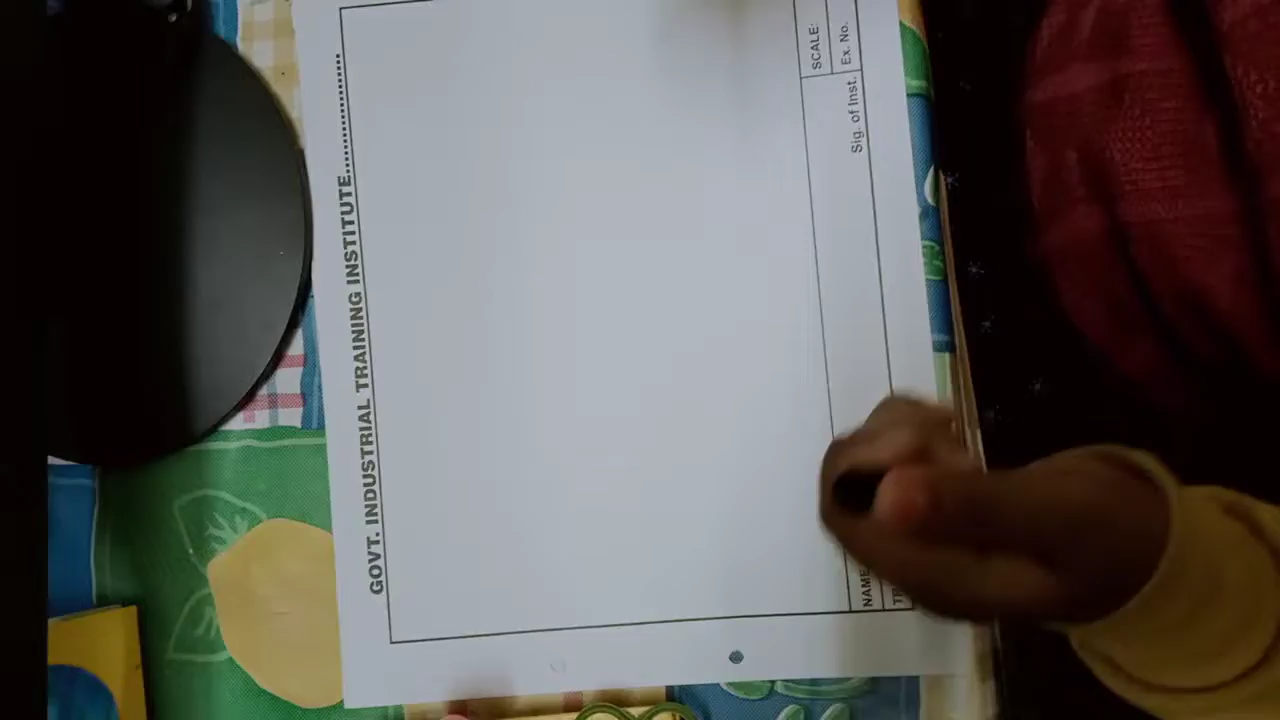 GOVT. INDUSTRIAL TRAINING INSTITUTE....................
NAME
SCALE:
Sig. of Inst.
Ex. No.